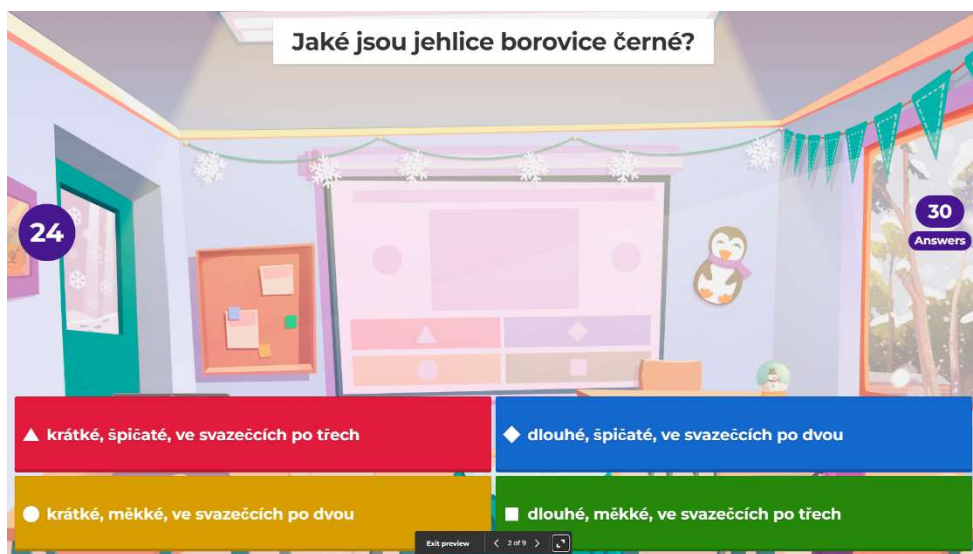 Jaké jsou jehlice borovice černé?
24
30
Answers
krátké, špičaté, ve svazečcích po třech
dlouhé, špičaté, ve svazečcích po dvou
krátké, měkké, ve svazečcích po dvou
dlouhé, měkké, ve svazečcích po třech
Exit preview
2 of 9